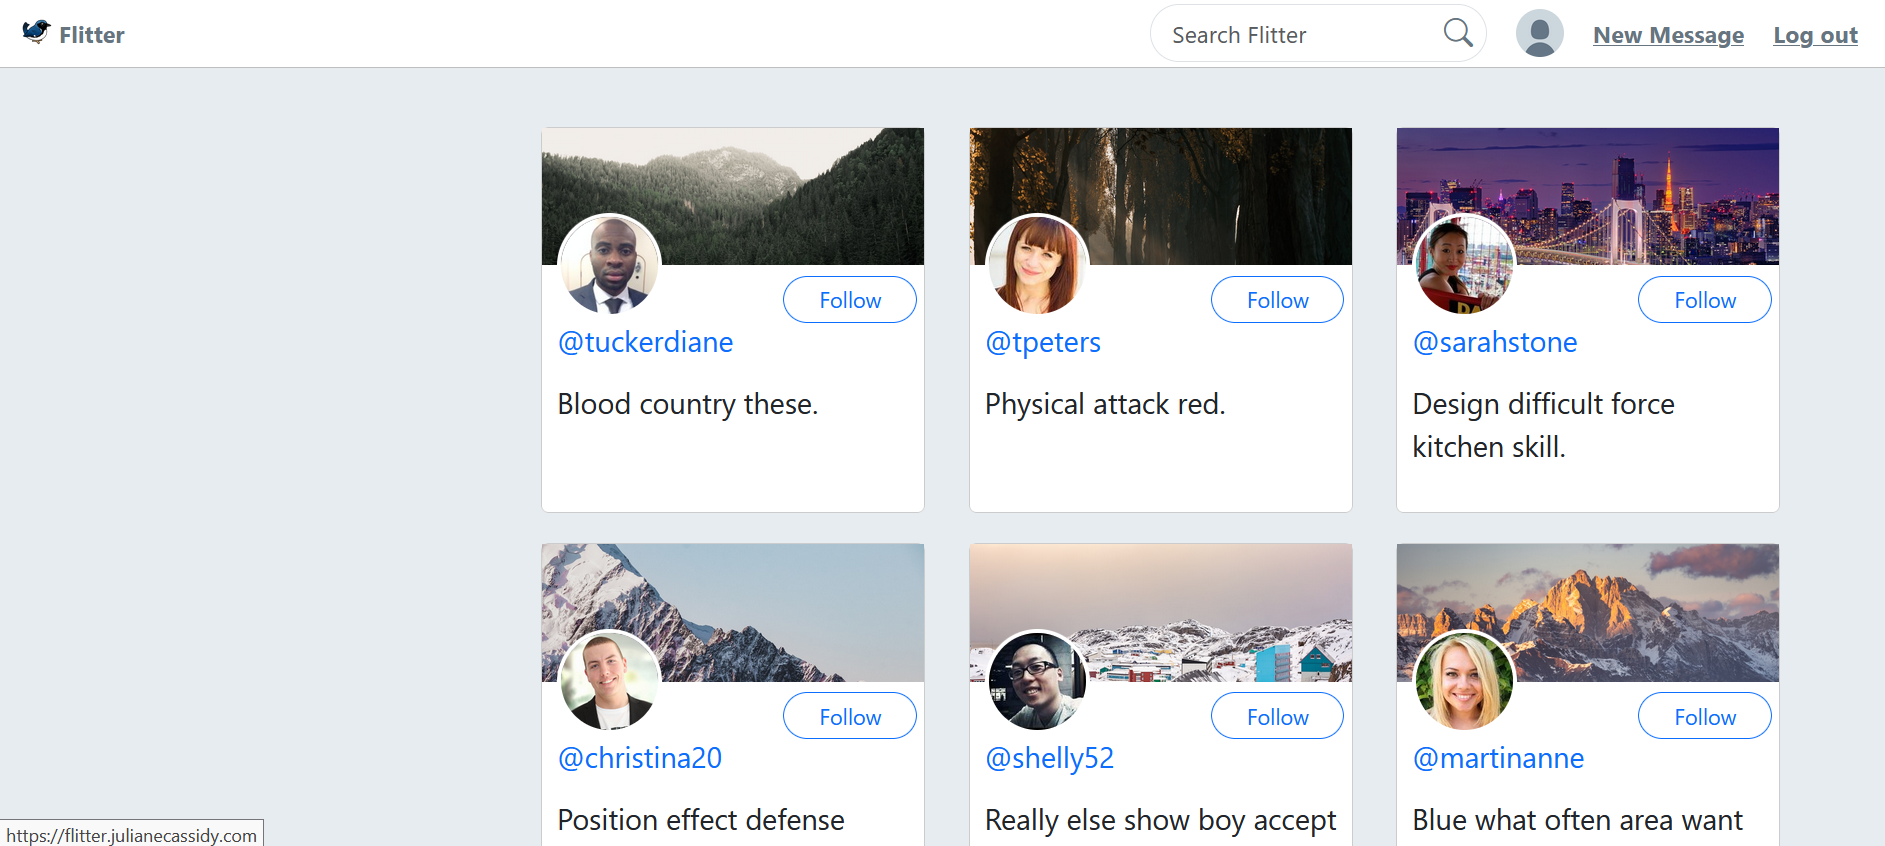 Flitter
Search Flitter
New Message
Log out
Follow
Follow
Follow
@tuckerdiane
@tpeters
@sarahstone
Blood country these.
Physical attack red.
Design difficult force
kitchen skill.
Follow
Follow
Follow
@christina20
@shelly52
@martinanne
Position effect defense
Really else show boy accept
Blue what often area want
https://flitter.julianecassidy.com